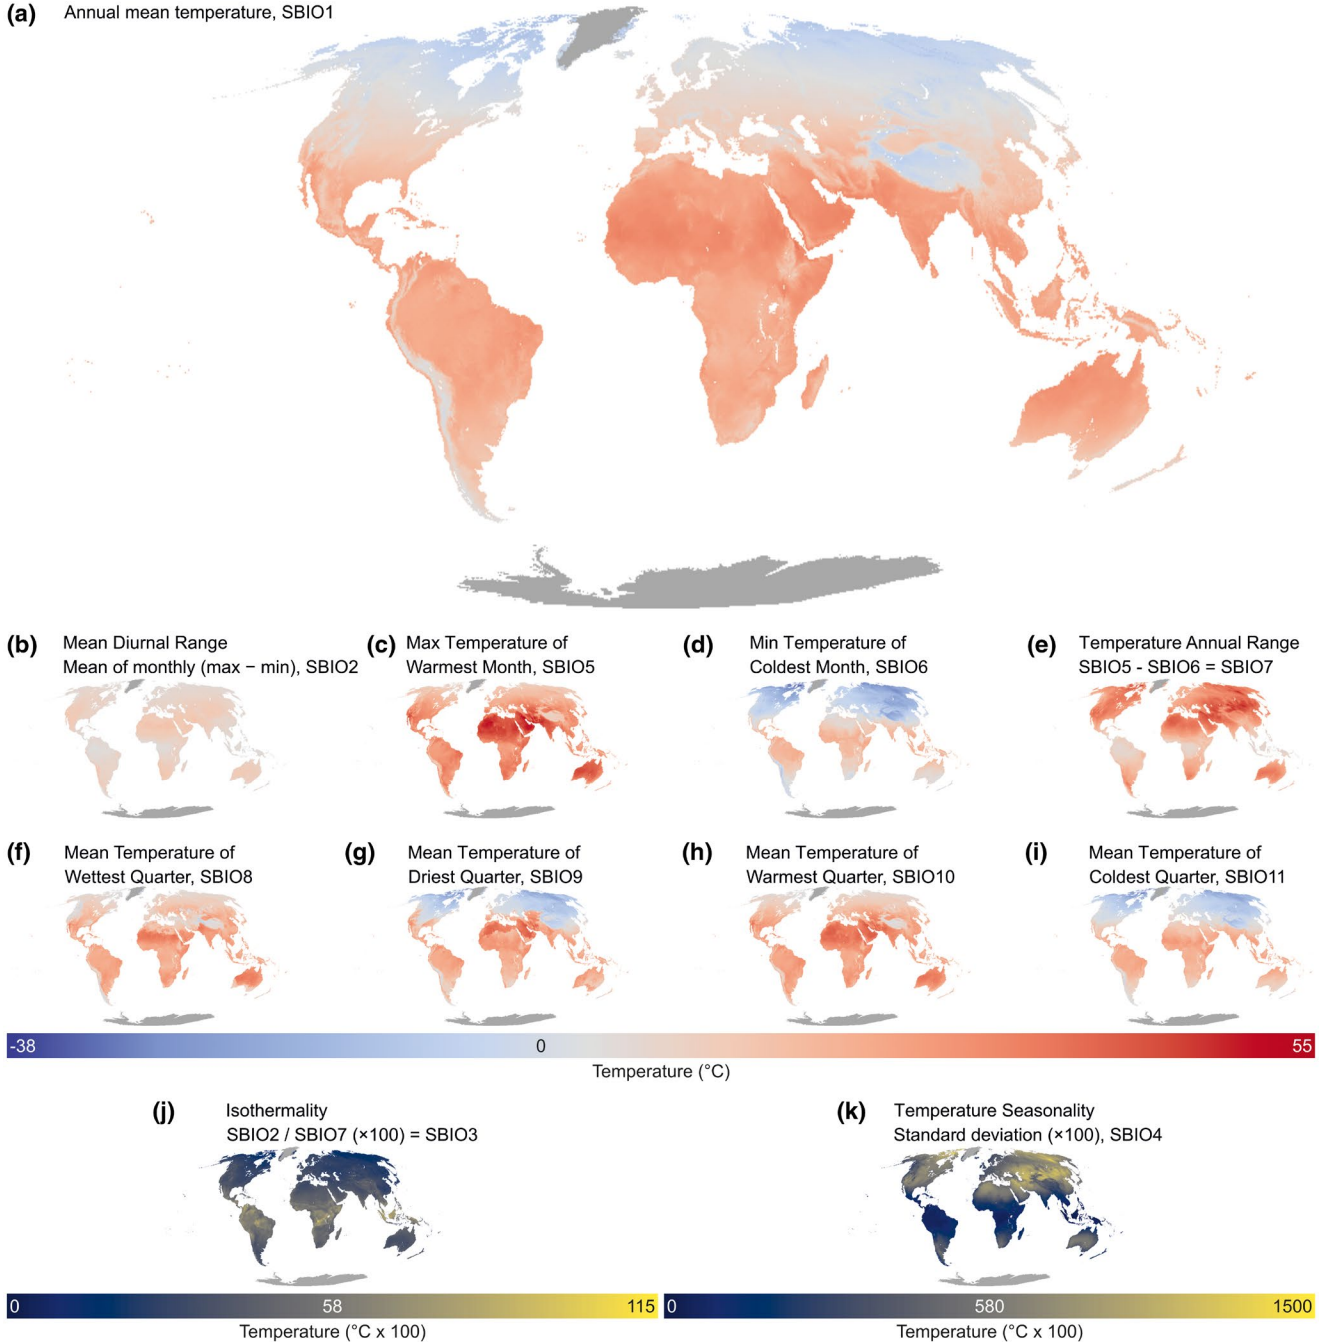 (a) Annual mean temperature, SBIO1
(b) Mean Diurnal Range
Mean of monthly (max − min), SBIO2
(c) Max Temperature of
Warmest Month, SBIO5
(d) Min Temperature of
Coldest Month, SBIO6
(e) Temperature Annual Range
SBIO5 - SBIO6 = SBIO7
(f) Mean Temperature of
Wettest Quarter, SBIO8
(g) Mean Temperature of
Driest Quarter, SBIO9
(h) Mean Temperature of
Warmest Quarter, SBIO10
(i) Mean Temperature of
Coldest Quarter, SBIO11
-38 0 55
Temperature (°C)
(j) Isothermality
SBIO2 / SBIO7 (×100) = SBIO3
(k) Temperature Seasonality
Standard deviation (×100), SBIO4
0 58 115
Temperature (°C x 100)
0 580 1500
Temperature (°C x 100)